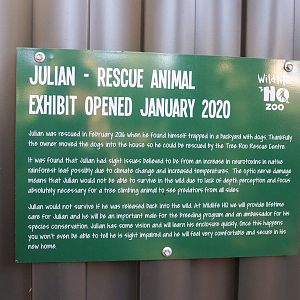 JULIAN - RESCUE ANIMAL
EXHIBIT OPENED JANUARY 2020
Wildlife
HQ
ZOO
Julian was rescued in February 2016 when he found himself trapped in a backyard with dogs. Thankfully
the owner moved the dogs into the house so he could be rescued by the Tree Roo Rescue Centre.
It was found that Julian had sight issues believed to be from an increase in neurotoxins in native
rainforest leaf possibly due to climate change and increased temperatures. The optic nerve damage
means that Julian would not be able to survive in the wild due to lack of depth perception and focus
absolutely necessary for a tree climbing animal to see predators from all sides.
Julian would not survive if he was released back into the wild. At Wildlife HQ we will provide lifetime
care for Julian and he will be an important male for the breeding program and an ambassador for his
species conservation. Julian has some vision and will learn his enclosure quickly. Once this happens
you won't even be able to tell he is sight impaired and he will feel very comfortable and secure in his
new home.